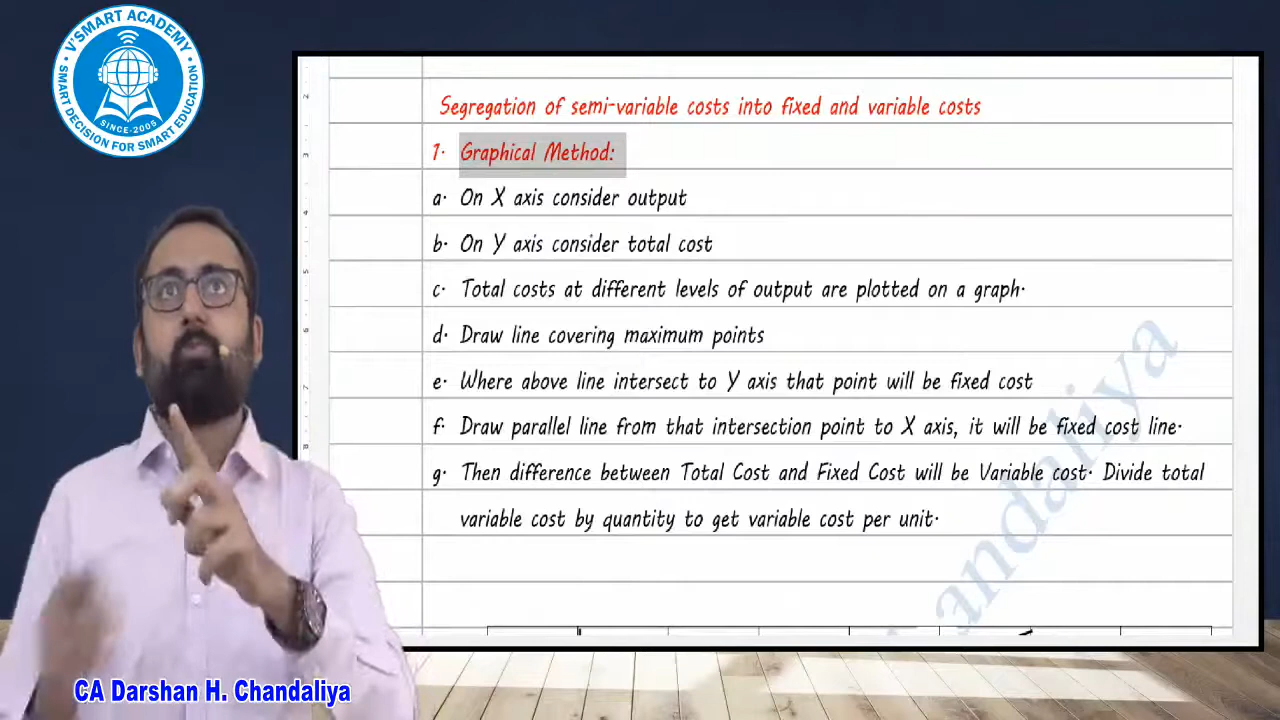 V'SMART ACADEMY
SMART DECISION FOR SMART EDUCATION
SINCE-2005
Segregation of semi-variable costs into fixed and variable costs
1. Graphical Method:
a. On X axis consider output
b. On Y axis consider total cost
c. Total costs at different levels of output are plotted on a graph.
d. Draw line covering maximum points
e. Where above line intersect to Y axis that point will be fixed cost
f. Draw parallel line from that intersection point to X axis, it will be fixed cost line.
g. Then difference between Total Cost and Fixed Cost will be Variable cost. Divide total
variable cost by quantity to get variable cost per unit.
andaliya
CA Darshan H. Chandaliya